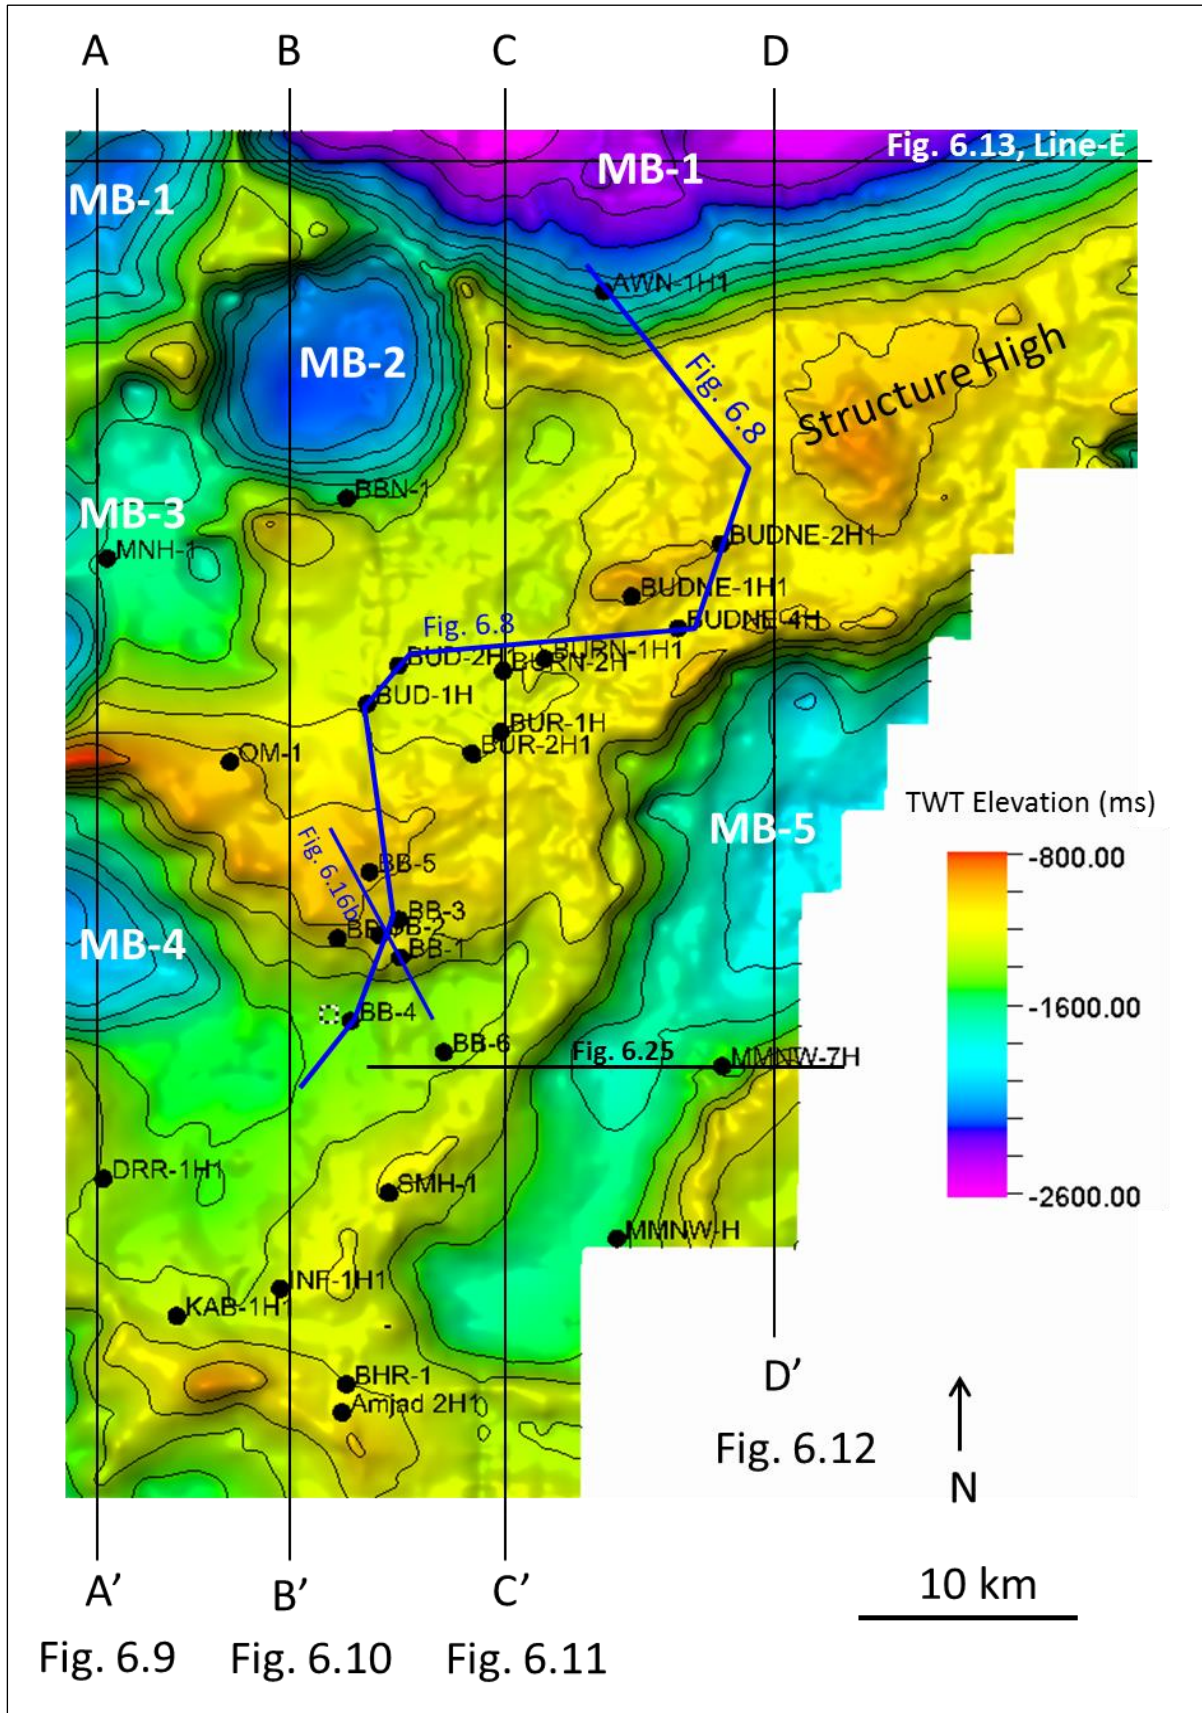 A B C D
Fig. 6.13, Line-E
MB-1
MB-1
AWN-1H1
MB-2
Fig. 6.8
Structure High
BBN-1
MB-3
MNH-1
BUDNE-2H1
BUDNE-1H1
BUDNE-4H
Fig. 6.8
BUD-2H1
BURN-1H1
BURN-2H
BUD-1H
BUR-1H
BUR-2H1
OM-1
TWT Elevation (ms)
MB-5
-800.00
Fig. 6.16b
BB-5
BB-3
BB-2
BB-1
MB-4
-1600.00
BB-4
BB-6
Fig. 6.25
MMNW-7H
DRR-1H1
SMH-1
-2600.00
MMNW-H
INF-1H1
KAB-1H1
BHR-1
Amjad 2H1
D’
Fig. 6.12
N
A’ B’ C’
10 km
Fig. 6.9 Fig. 6.10 Fig. 6.11